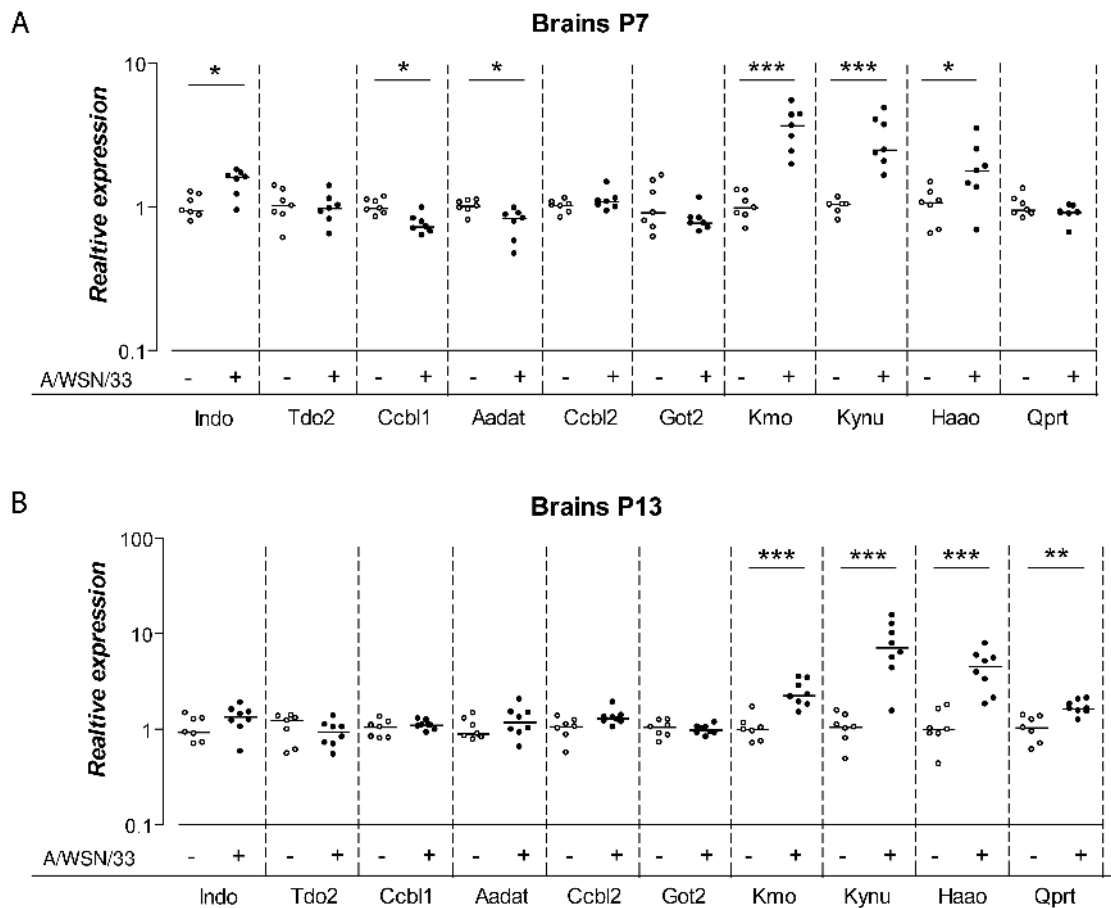 A
Brains P7
10
* * * *** *** *
1
0.1
Realtive expression
A/WSN/33 - + - + - + - + - + - + - + - + - + - +
Indo Tdo2 Ccbl1 Aadat Ccbl2 Got2 Kmo Kynu Haao Qprt
B
Brains P13
100
*** *** *** **
10
1
0.1
Realtive expression
A/WSN/33 - + - + - + - + - + - + - + - + - + - +
Indo Tdo2 Ccbl1 Aadat Ccbl2 Got2 Kmo Kynu Haao Qprt